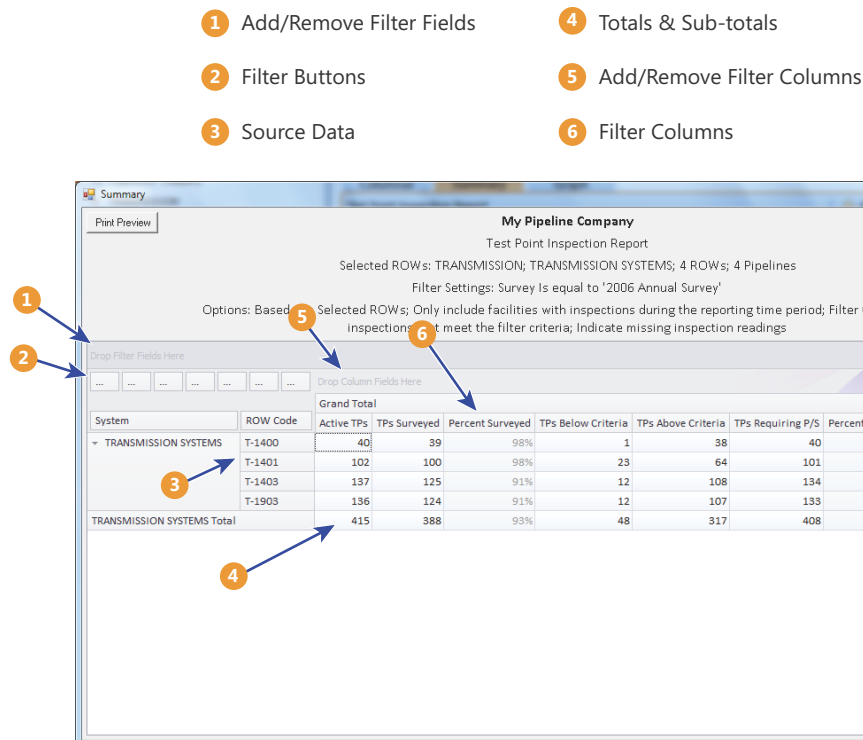 1 Add/Remove Filter Fields 4 Totals & Sub-totals
2 Filter Buttons 5 Add/Remove Filter Columns
3 Source Data 6 Filter Columns
Summary
Print Preview
My Pipeline Company
Test Point Inspection Report
Selected ROWs: TRANSMISSION; TRANSMISSION SYSTEMS; 4 ROWs; 4 Pipelines
Filter Settings: Survey Is equal to '2006 Annual Survey'
1
Options: Based Selected ROWs; Only include facilities with inspections during the reporting time period; Filter
5
inspections meet the filter criteria; Indicate missing inspection readings
6
2
Drop Filter Fields Here
... ... ... ... ... ... ... Drop Column Fields Here
Grand Total
System ROW Code Active TPs TPs Surveyed Percent Surveyed TPs Below Criteria TPs Above Criteria TPs Requiring P/S Percent
TRANSMISSION SYSTEMS T-1400 40 39 98% 1 38 40
T-1401 102 100 98% 23 64 101
3
T-1403 137 125 91% 12 108 134
T-1903 136 124 91% 12 107 133
TRANSMISSION SYSTEMS Total 415 388 93% 48 317 408
4